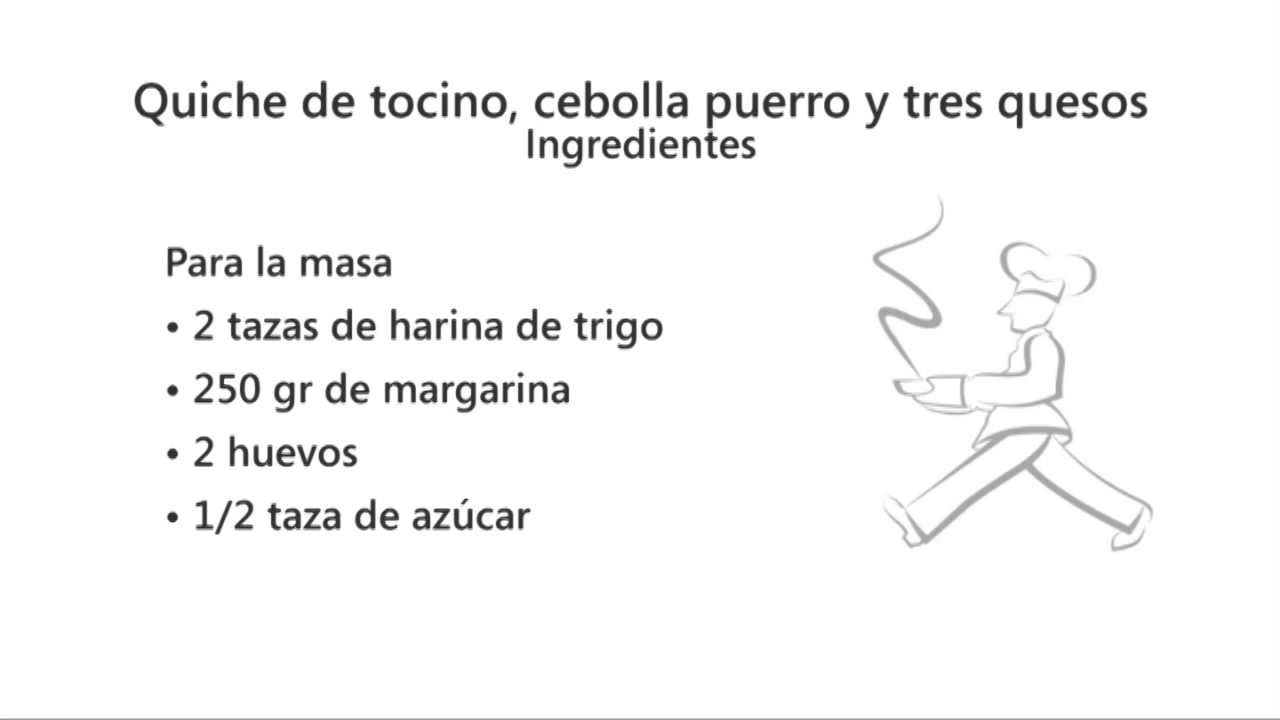 Quiche de tocino, cebolla puerro y tres quesos
Ingredientes
Para la masa
• 2 tazas de harina de trigo
• 250 gr de margarina
• 2 huevos
• 1/2 taza de azúcar